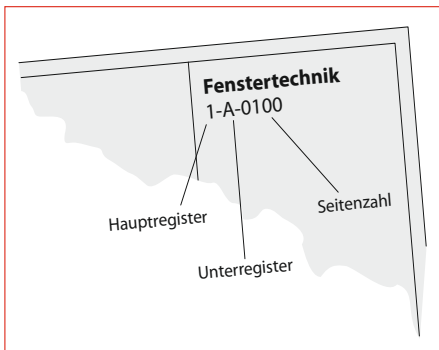 Fenstertechnik
1-A-0100
Hauptregister
Seitenzahl
Unterregister